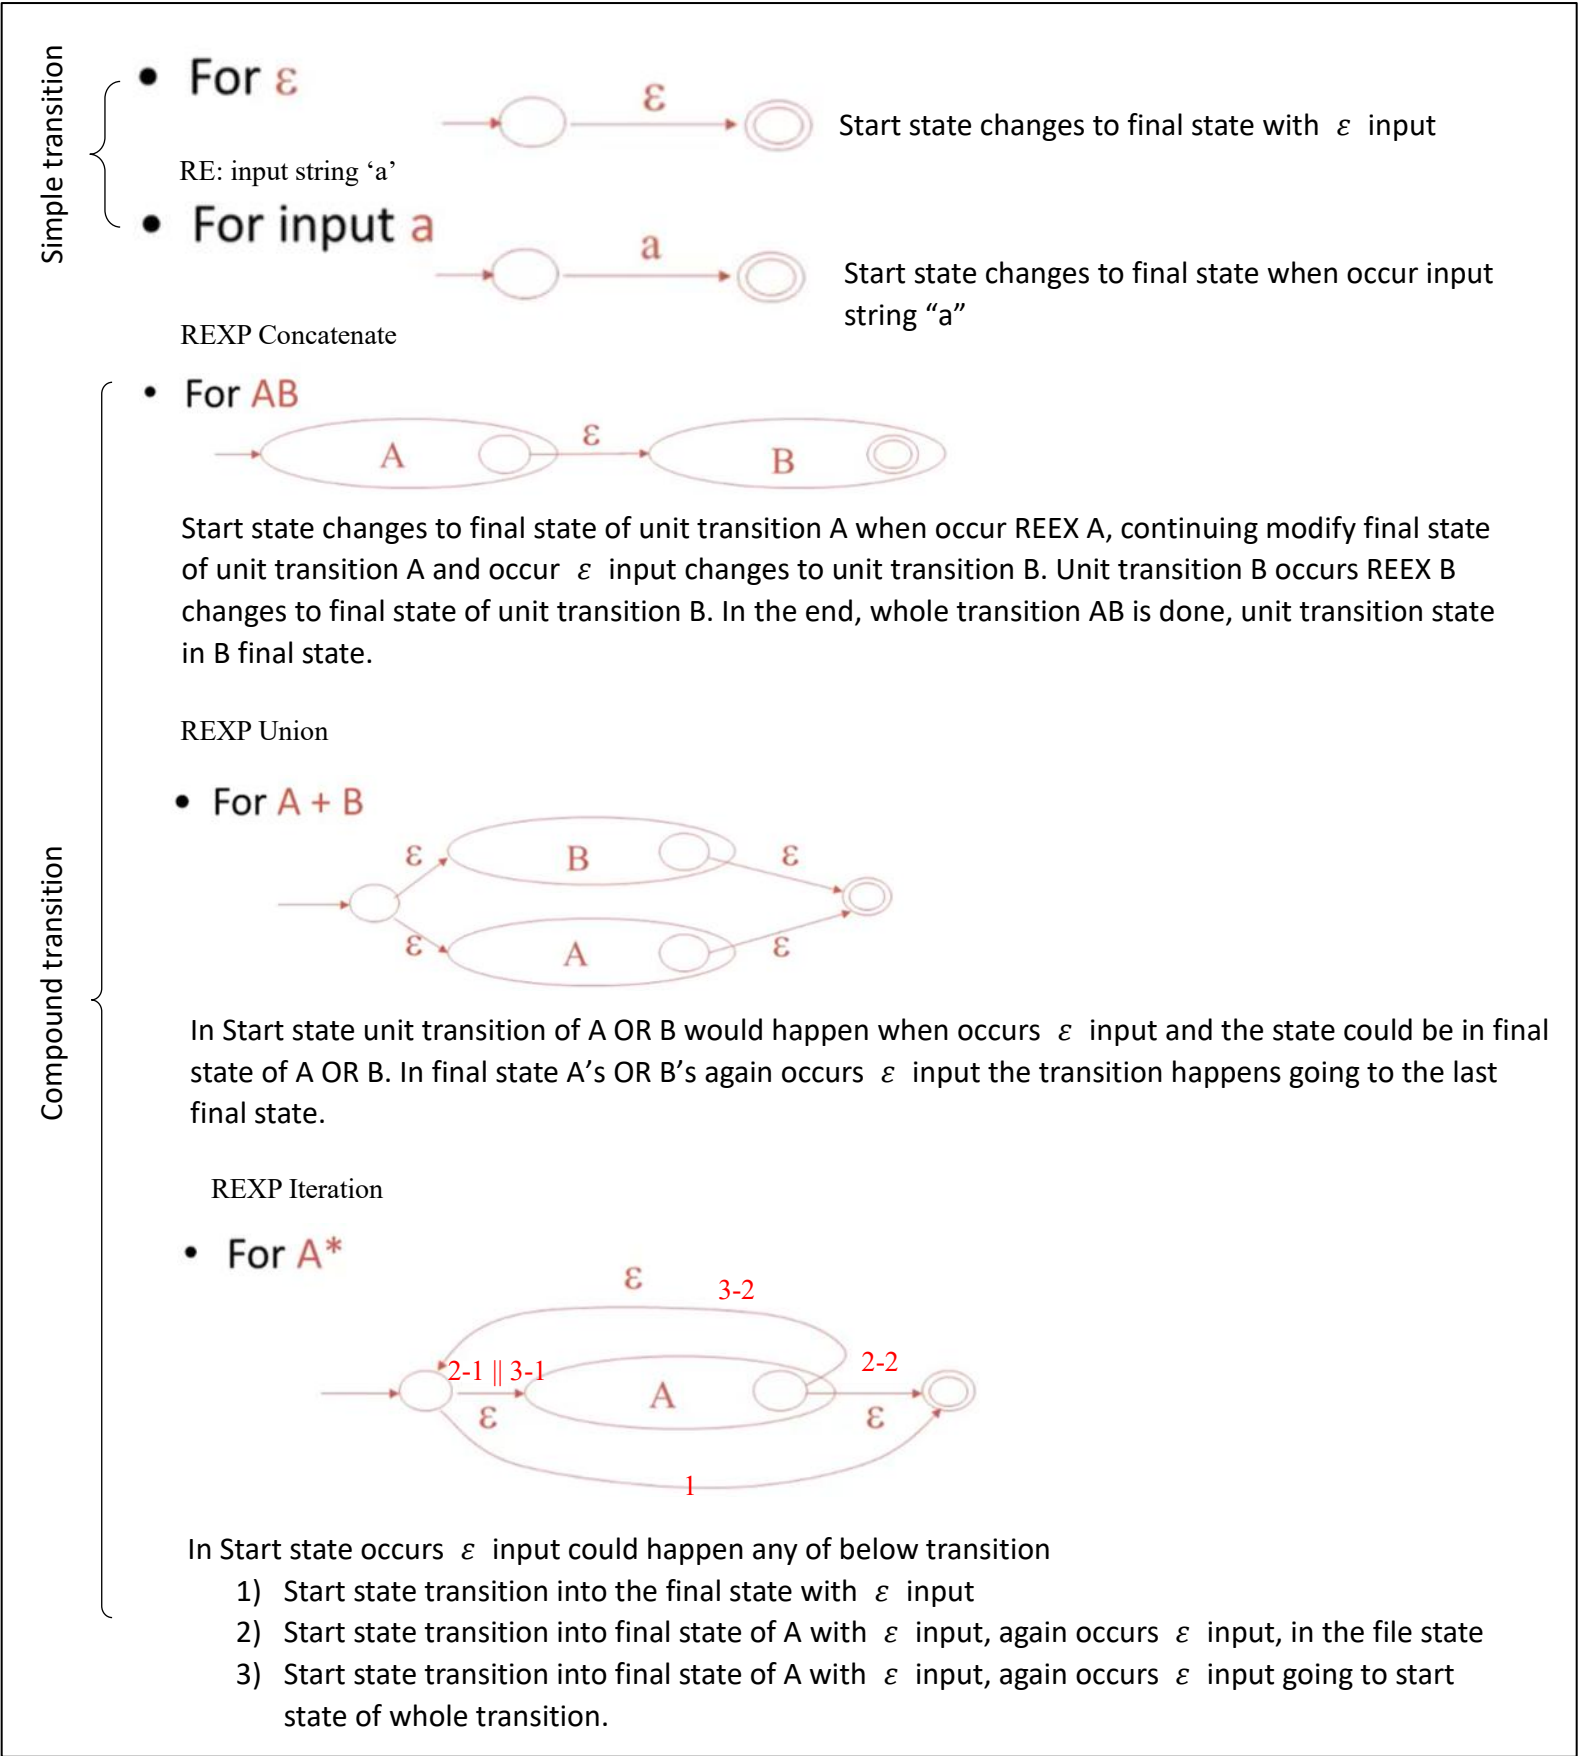 Simple transition
• For ε
ε
Start state changes to final state with ε input
RE: input string ‘a’
• For input a
a
Start state changes to final state when occur input
string “a”
REXP Concatenate
Compound transition
• For AB
A
ε
B
Start state changes to final state of unit transition A when occur REEX A, continuing modify final state
of unit transition A and occur ε input changes to unit transition B. Unit transition B occurs REEX B
changes to final state of unit transition B. In the end, whole transition AB is done, unit transition state
in B final state.
REXP Union
• For A + B
ε B ε
ε A ε
In Start state unit transition of A OR B would happen when occurs ε input and the state could be in final
state of A OR B. In final state A’s OR B’s again occurs ε input the transition happens going to the last
final state.
REXP Iteration
• For A*
ε 3-2
2-1 || 3-1 2-2
ε A ε
1
In Start state occurs ε input could happen any of below transition
1) Start state transition into the final state with ε input
2) Start state transition into final state of A with ε input, again occurs ε input, in the file state
3) Start state transition into final state of A with ε input, again occurs ε input going to start
state of whole transition.